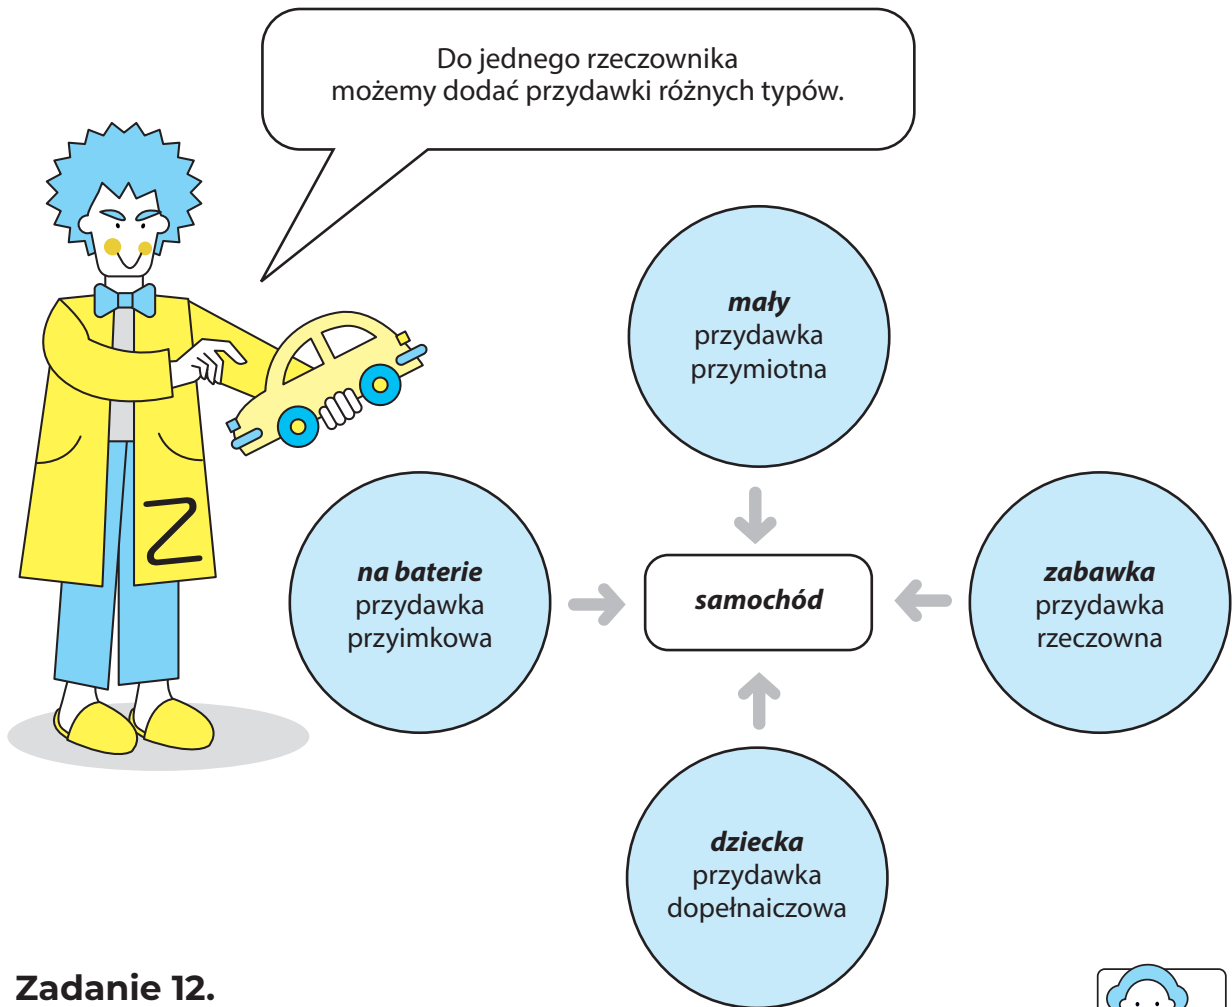 Do jednego rzeczownika
możemy dodać przydawki różnych typów.
mały
przydawka
przymiotna
na baterie
przydawka
przyimkowa
samochód
zabawka
przydawka
rzeczowna
dziecka
przydawka
dopełnaiczowa
Z
Zadanie 12.